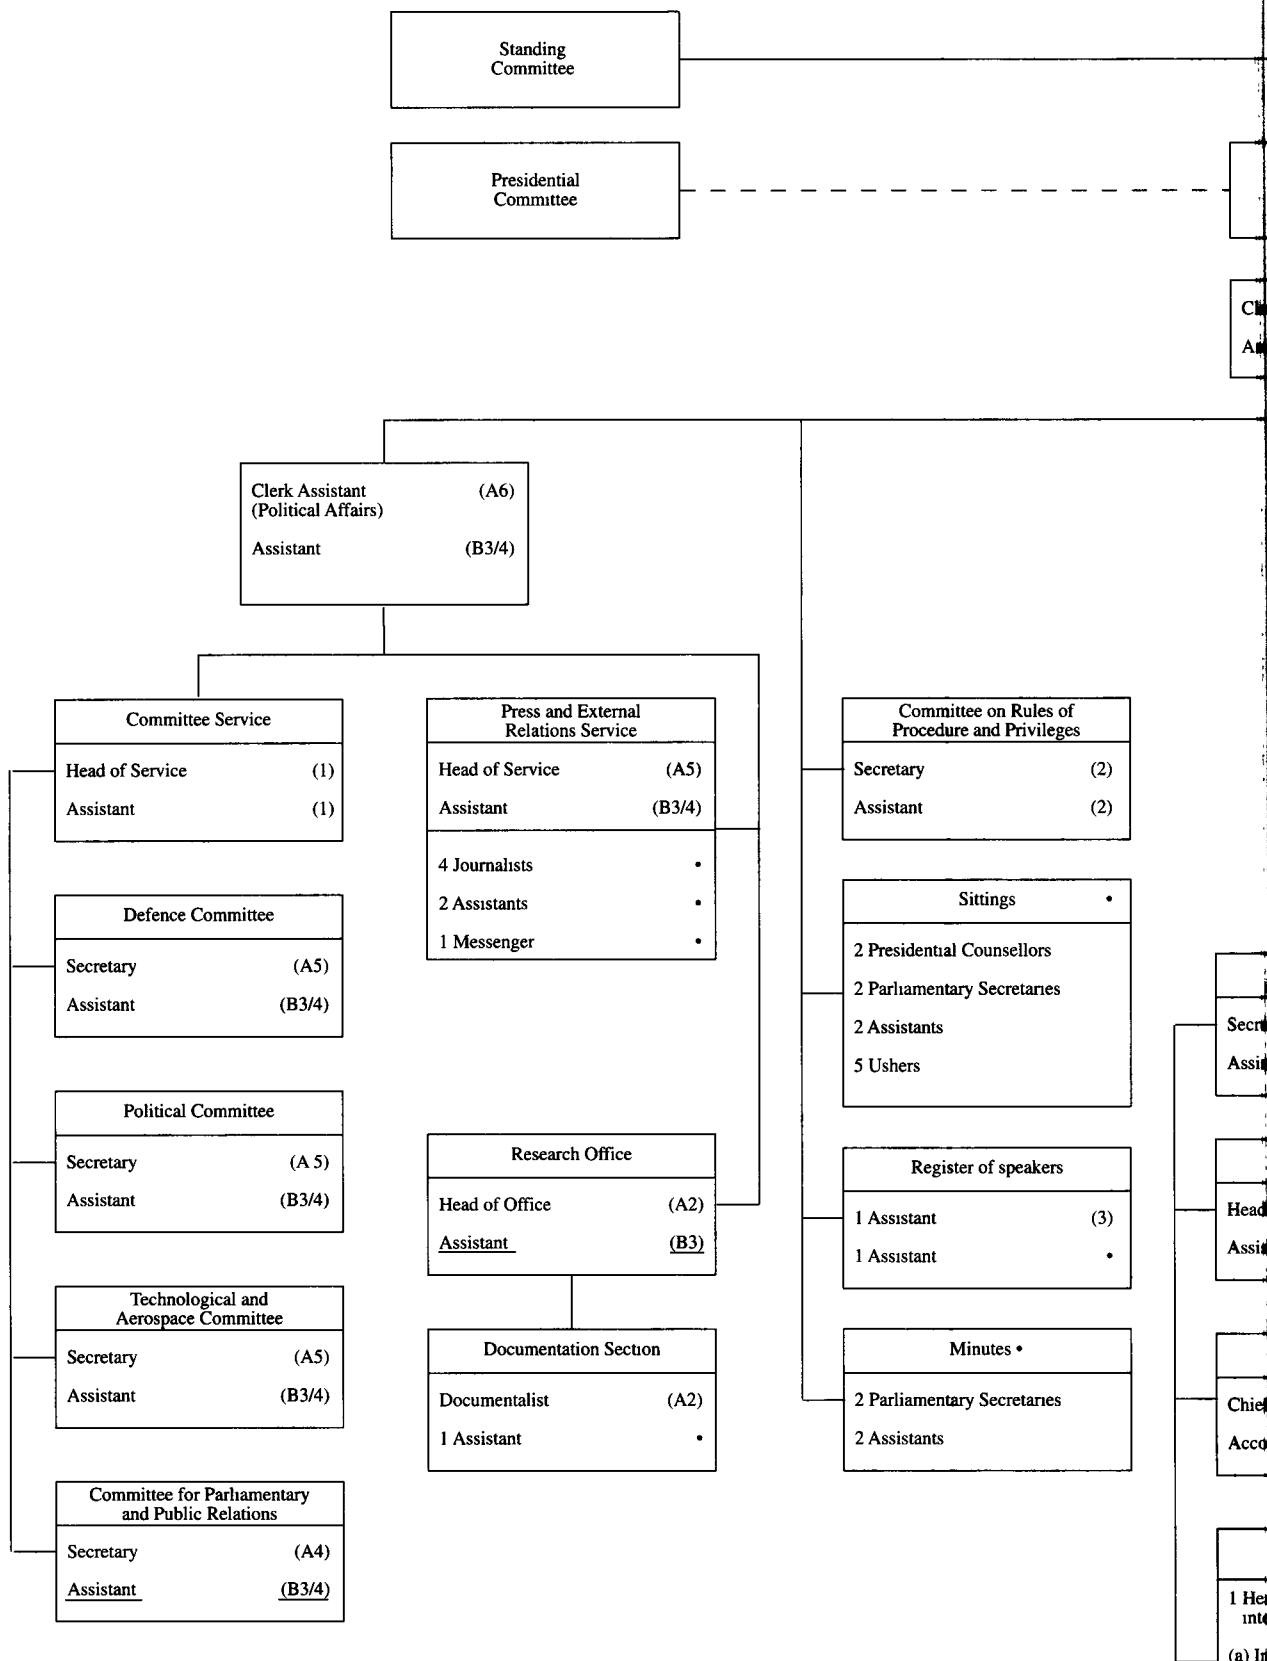 Standing
Committee
Presidential
Committee
Clerk Assistant (A6)
(Political Affairs)
Assistant (B3/4)
Committee Service
Head of Service (1)
Assistant (1)
Defence Committee
Secretary (A5)
Assistant (B3/4)
Political Committee
Secretary (A 5)
Assistant (B3/4)
Technological and
Aerospace Committee
Secretary (A5)
Assistant (B3/4)
Committee for Parliamentary
and Public Relations
Secretary (A4)
Assistant (B3/4)
Press and External
Relations Service
Head of Service (A5)
Assistant (B3/4)
4 Journalists •
2 Assistants •
1 Messenger •
Research Office
Head of Office (A2)
Assistant (B3)
Documentation Section
Documentalist (A2)
1 Assistant •
Committee on Rules of
Procedure and Privileges
Secretary (2)
Assistant (2)
Sittings •
2 Presidential Counsellors
2 Parliamentary Secretaries
2 Assistants
5 Ushers
Register of speakers
1 Assistant (3)
1 Assistant •
Minutes •
2 Parliamentary Secretaries
2 Assistants
Head
1
(a)